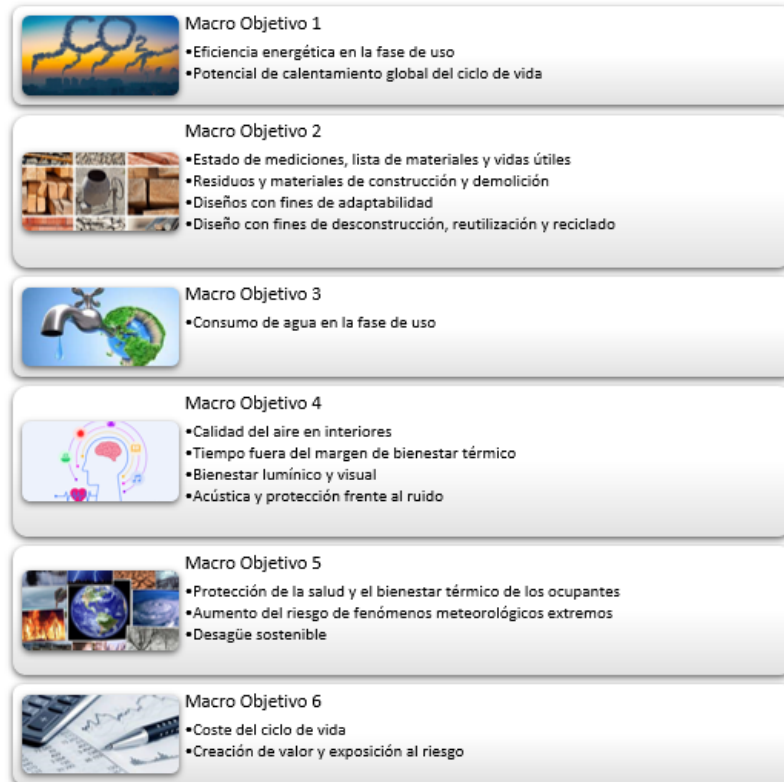 CO2
Macro Objetivo 1
•Eficiencia energética en la fase de uso
•Potencial de calentamiento global del ciclo de vida
Macro Objetivo 2
•Estado de mediciones, lista de materiales y vidas útiles
•Residuos y materiales de construcción y demolición
•Diseños con fines de adaptabilidad
•Diseño con fines de desconstrucción, reutilización y reciclado
Macro Objetivo 3
•Consumo de agua en la fase de uso
Macro Objetivo 4
•Calidad del aire en interiores
•Tiempo fuera del margen de bienestar térmico
•Bienestar lumínico y visual
•Acústica y protección frente al ruido
Macro Objetivo 5
•Protección de la salud y el bienestar térmico de los ocupantes
•Aumento del riesgo de fenómenos meteorológicos extremos
•Desagüe sostenible
Macro Objetivo 6
•Coste del ciclo de vida
•Creación de valor y exposición al riesgo